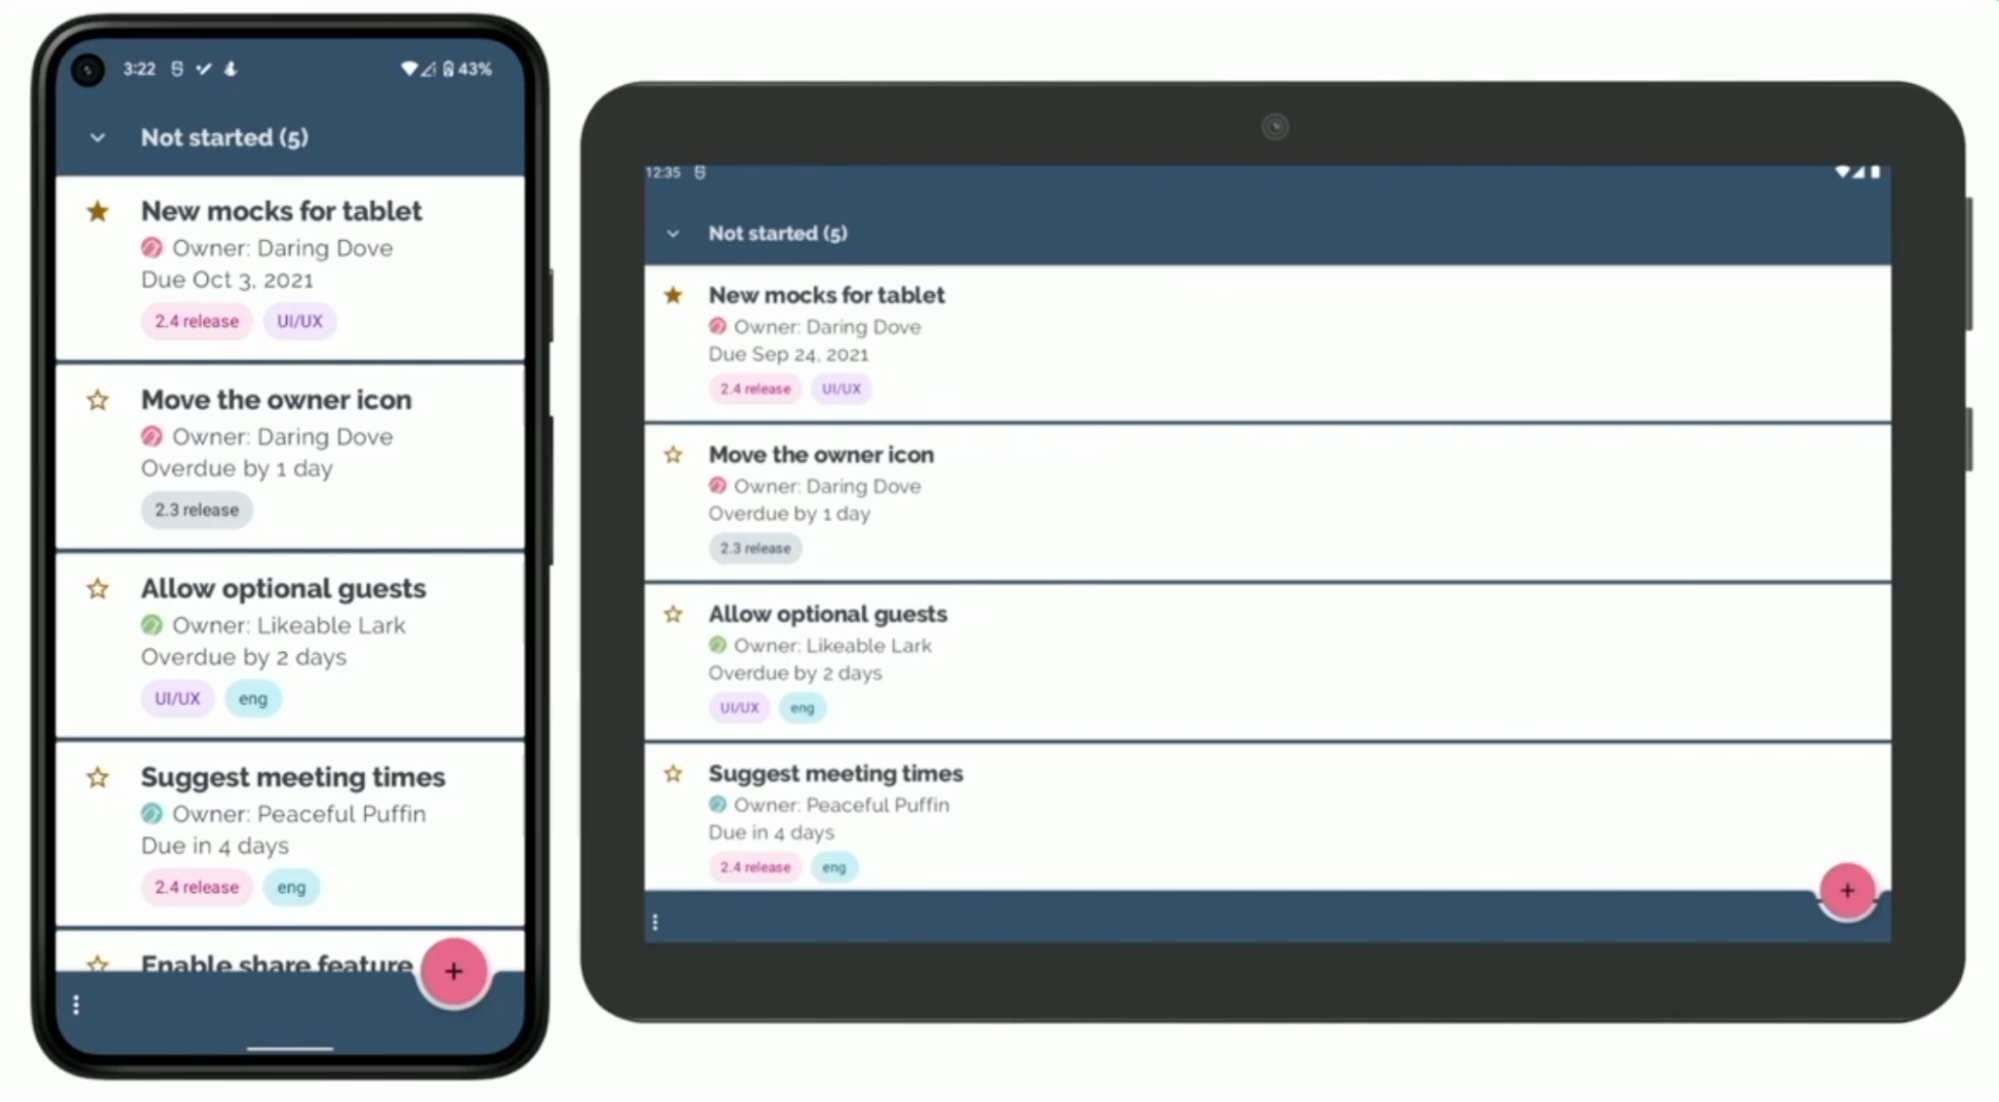 3:22
43%
Not started (5)
New mocks for tablet
Owner: Daring Dove
Due Oct 3, 2021
2.4 release UI/UX
Move the owner icon
Owner: Daring Dove
Overdue by 1 day
2.3 release
Allow optional guests
Owner: Likeable Lark
Overdue by 2 days
UI/UX eng
Suggest meeting times
Owner: Peaceful Puffin
Due in 4 days
2.4 release eng
Enable share feature
+
12:35
Not started (5)
New mocks for tablet
Owner: Daring Dove
Due Sep 24, 2021
2.4 release UI/UX
Move the owner icon
Owner: Daring Dove
Overdue by 1 day
2.3 release
Allow optional guests
Owner: Likeable Lark
Overdue by 2 days
UI/UX eng
Suggest meeting times
Owner: Peaceful Puffin
Due in 4 days
2.4 release eng
+